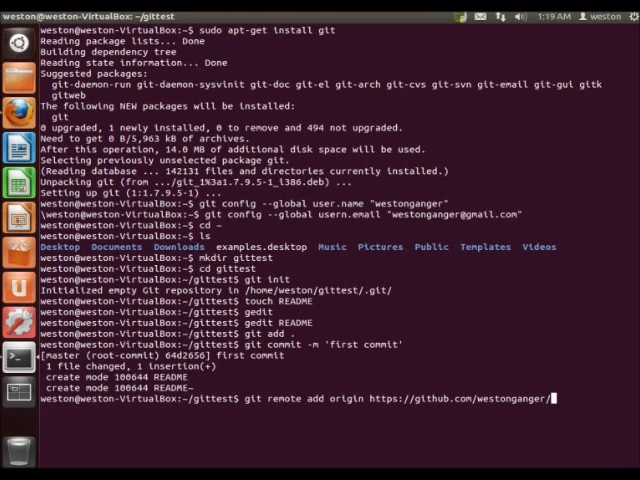 weston@weston-VirtualBox: ~/gittest
1:19 AM weston
weston@weston-VirtualBox:~$ sudo apt-get install git
Reading package lists... Done
Building dependency tree
Reading state information... Done
Suggested packages:
git-daemon-run git-daemon-sysvinit git-doc git-el git-arch git-cvs git-svn git-email git-gui gitk
gitweb
The following NEW packages will be installed:
git
0 upgraded, 1 newly installed, 0 to remove and 494 not upgraded.
Need to get 0 B/5,963 kB of archives.
After this operation, 14.0 MB of additional disk space will be used.
Selecting previously unselected package git.
(Reading database ... 142131 files and directories currently installed.)
Unpacking git (from .../git_1%3a1.7.9.5-1_i386.deb) ...
Setting up git (1:1.7.9.5-1) ...
weston@weston-VirtualBox:~$ git config --global user.name "westonganger"
\weston@weston-VirtualBox:~$ git config --global usern.email "westonganger@gmail.com"
weston@weston-VirtualBox:~$ cd ~
weston@weston-VirtualBox:~$ ls
Desktop Documents Downloads examples.desktop Music Pictures Public Templates Videos
weston@weston-VirtualBox:~$ mkdir gittest
weston@weston-VirtualBox:~$ cd gittest
weston@weston-VirtualBox:~/gittest$ git init
Initialized empty Git repository in /home/weston/gittest/.git/
weston@weston-VirtualBox:~/gittest$ touch README
weston@weston-VirtualBox:~/gittest$ gedit
weston@weston-VirtualBox:~/gittest$ gedit README
weston@weston-VirtualBox:~/gittest$ git add .
weston@weston-VirtualBox:~/gittest$ git commit -m 'first commit'
[master (root-commit) 64d2656] first commit
1 file changed, 1 insertion(+)
create mode 100644 README
create mode 100644 README~
weston@weston-VirtualBox:~/gittest$ git remote add origin https://github.com/westonganger/